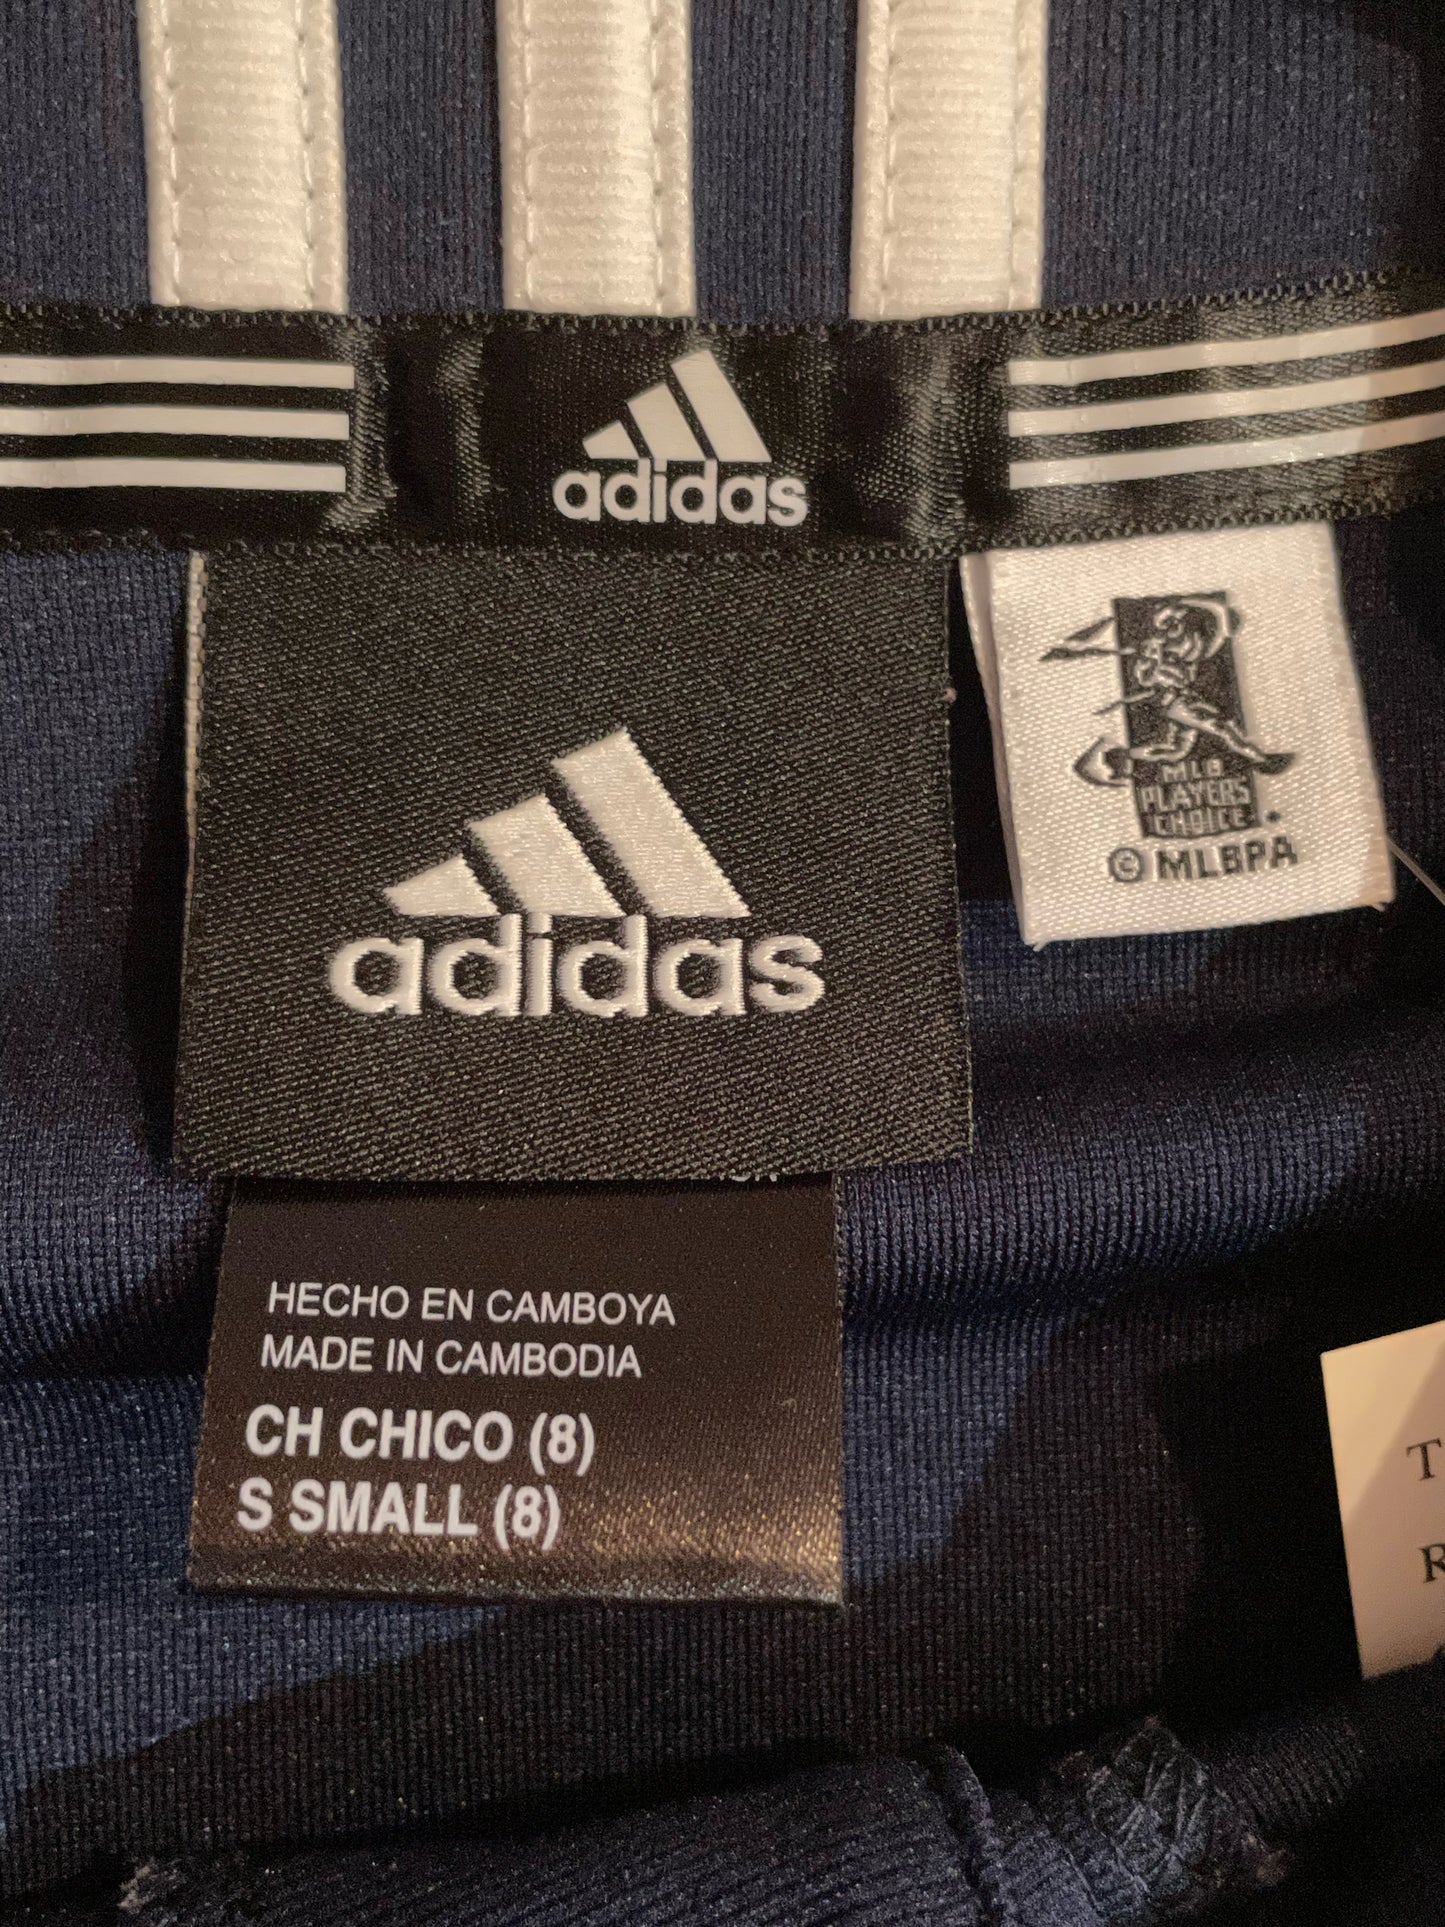 adidas
adidas
MLB
PLAYERS
CHOICE.
© MLBPA
HECHO EN CAMBOYA
MADE IN CAMBODIA
CH CHICO (8)
S SMALL (8)
T
R